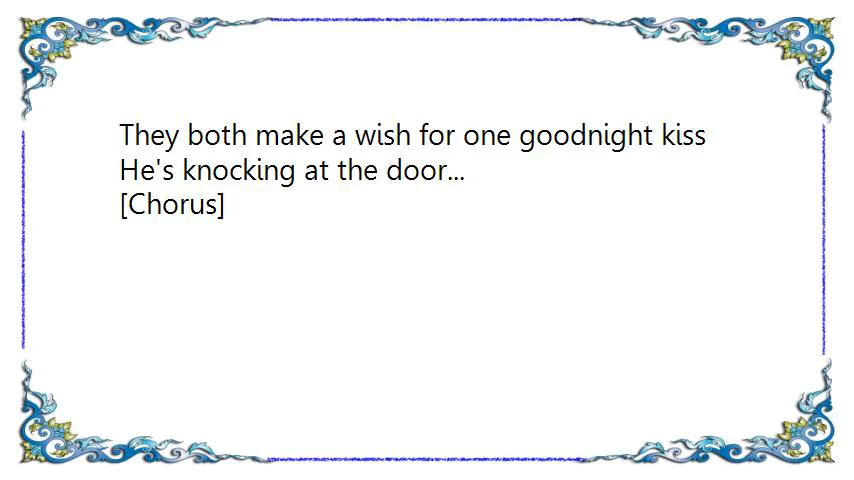 They both make a wish for one goodnight kiss
He's knocking at the door...
[Chorus]